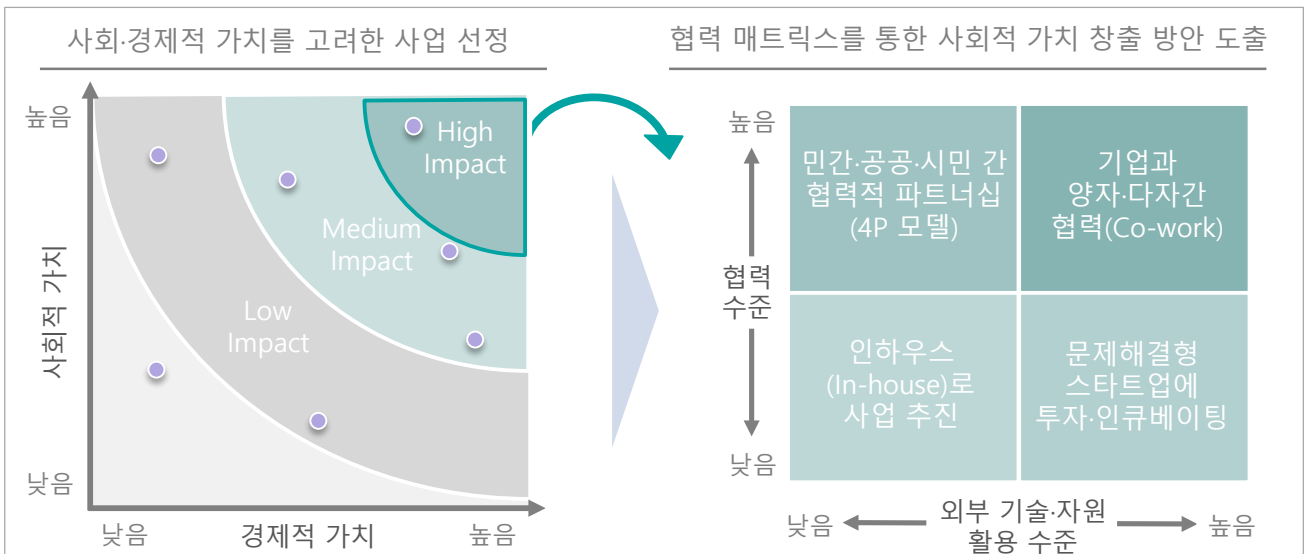 사회·경제적 가치를 고려한 사업 선정
높음
사회적 가치
낮음
High
Impact
Medium
Impact
Low
Impact
낮음
경제적 가치
높음
협력 매트릭스를 통한 사회적 가치 창출 방안 도출
높음
협력
수준
낮음
민간·공공·시민 간
협력적 파트너십
(4P 모델)
기업과
양자·다자간
협력(Co-work)
인하우스
(In-house)로
사업 추진
문제해결형
스타트업에
투자·인큐베이팅
낮음
외부 기술·자원
활용 수준
높음